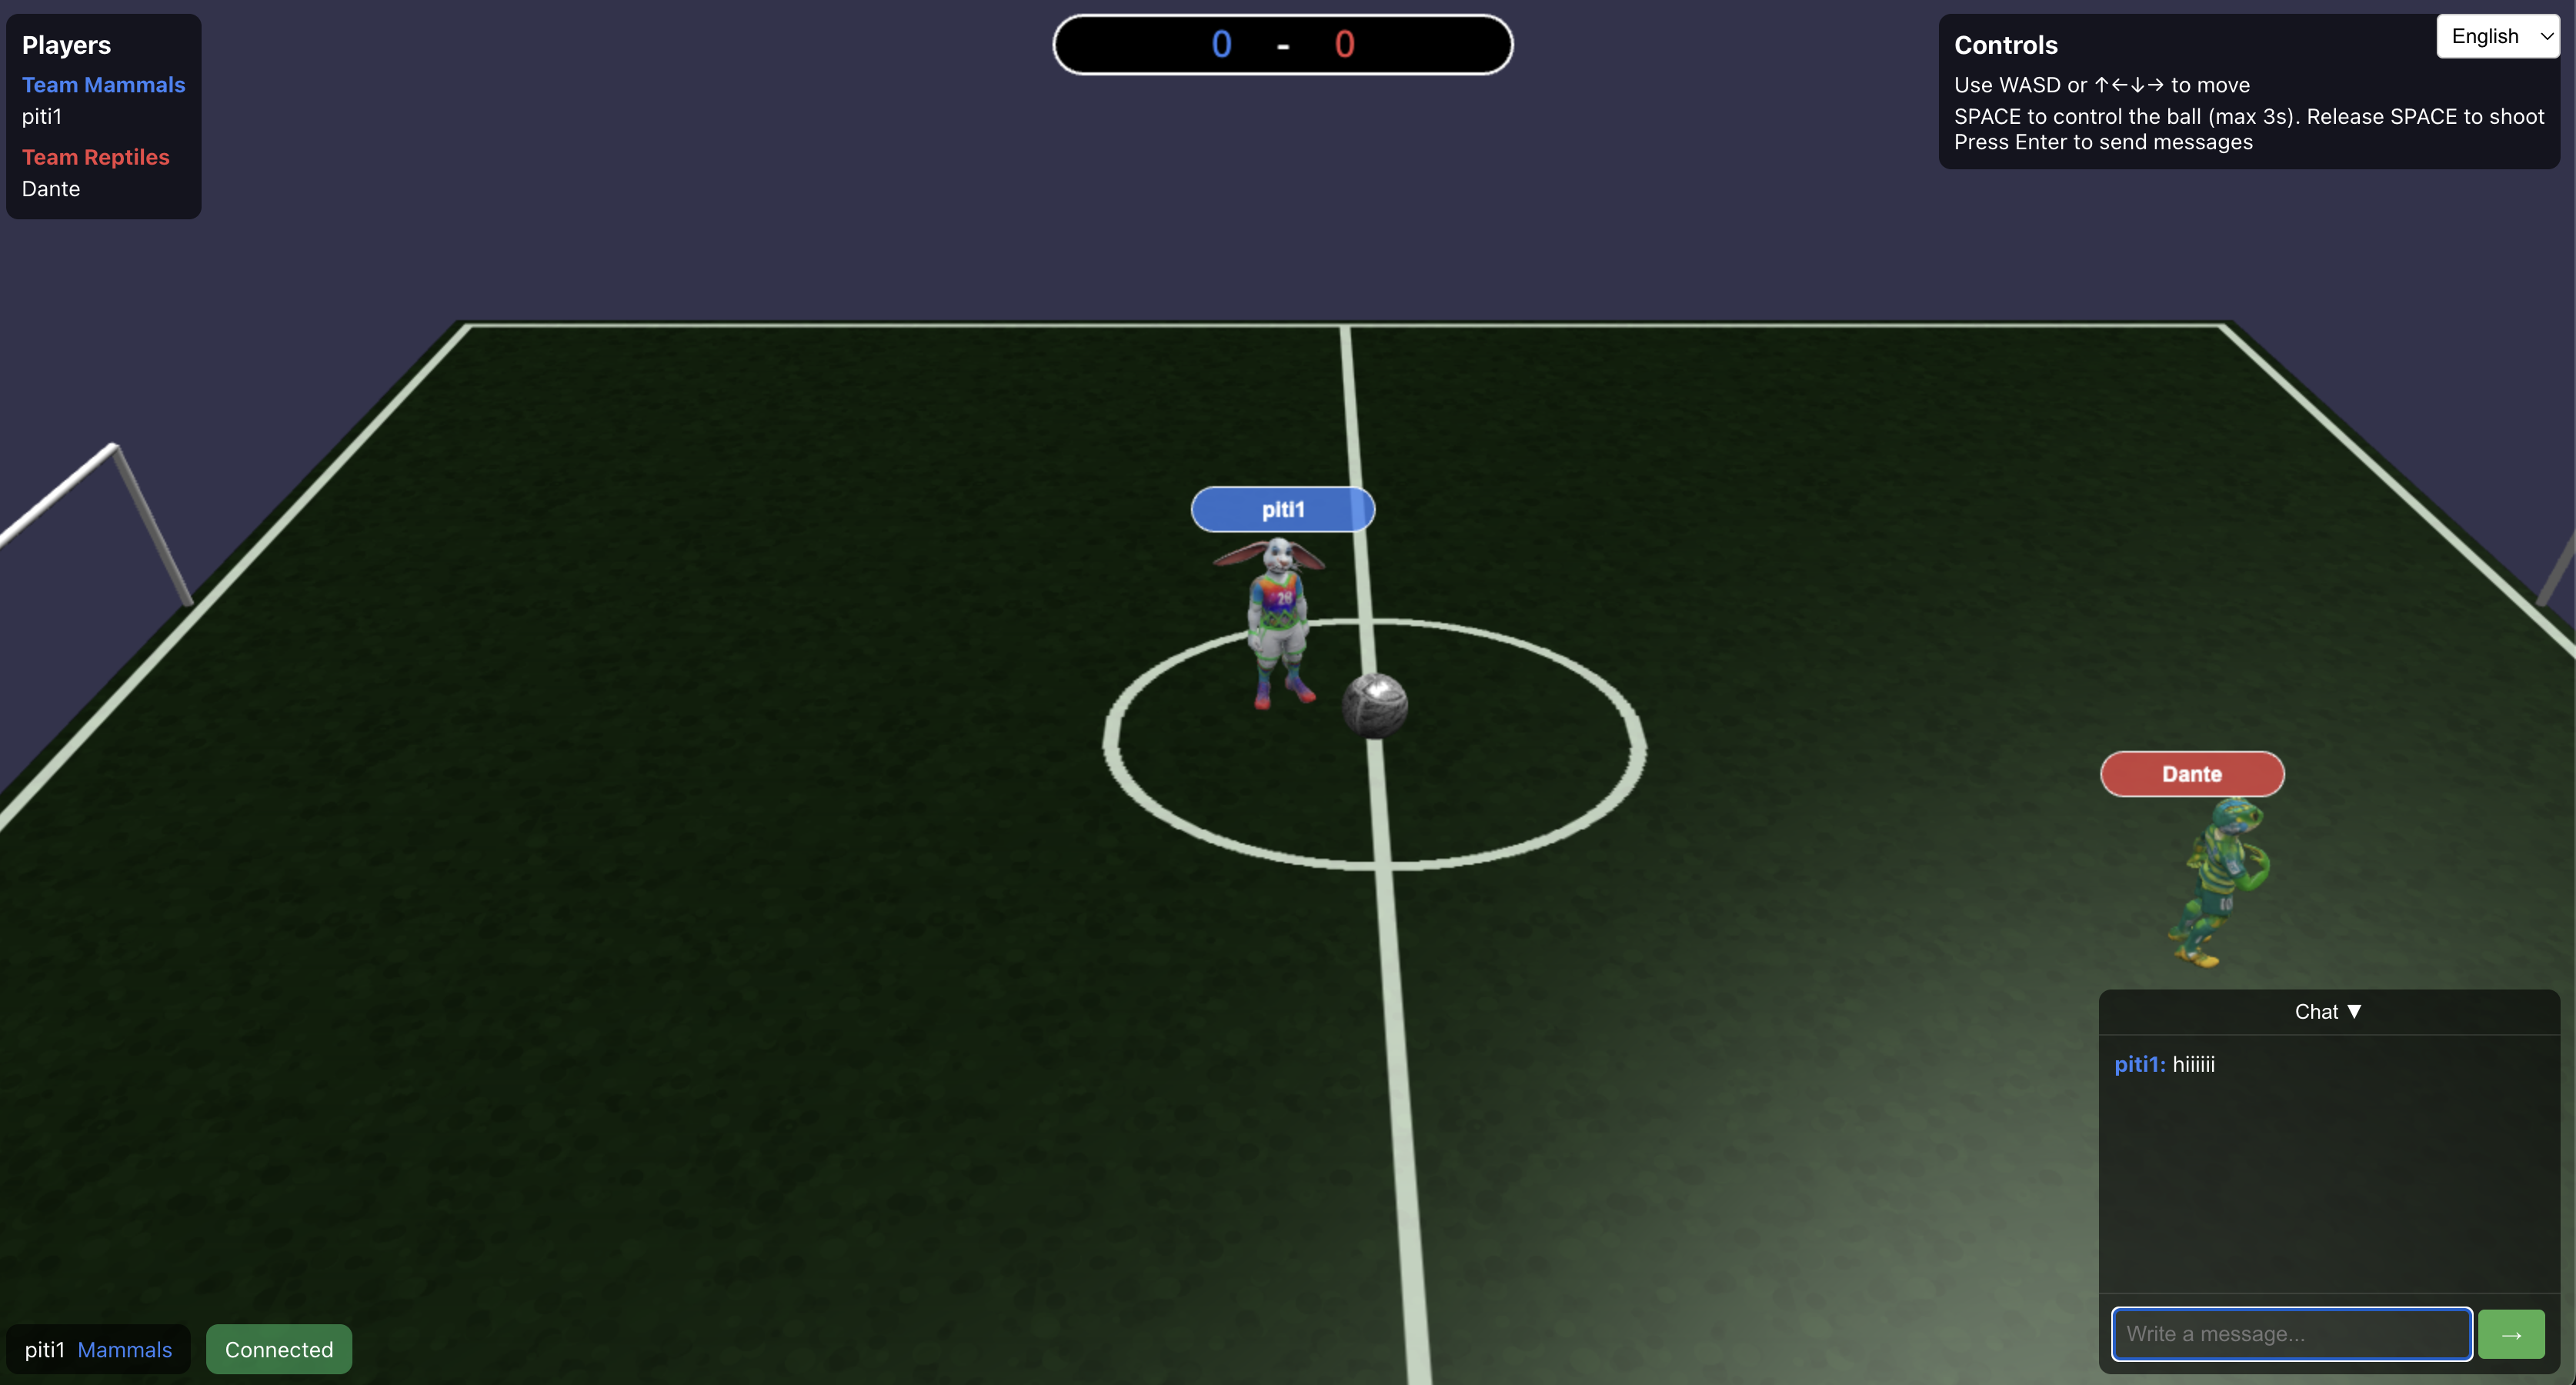 Players
Team Mammals
piti1
Team Reptiles
Dante
0 - 0
Controls
English
Use WASD or ↑←↓→ to move
SPACE to control the ball (max 3s). Release SPACE to shoot
Press Enter to send messages
piti1
28
Dante
Chat ▼
piti1: hiiiiii
Write a message...
→
piti1 Mammals
Connected